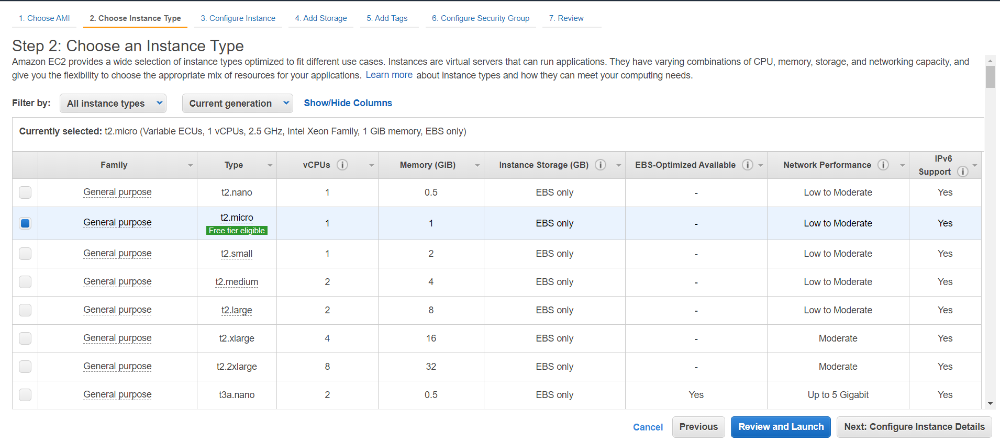 1. Choose AMI 2. Choose Instance Type 3. Configure Instance 4. Add Storage 5. Add Tags 6. Configure Security Group 7. Review
Step 2: Choose an Instance Type
Amazon EC2 provides a wide selection of instance types optimized to fit different use cases. Instances are virtual servers that can run applications. They have varying combinations of CPU, memory, storage, and networking capacity, and
give you the flexibility to choose the appropriate mix of resources for your applications. Learn more about instance types and how they can meet your computing needs.
Filter by: All instance types Current generation Show/Hide Columns
Currently selected: t2.micro (Variable ECUs, 1 vCPUs, 2.5 GHz, Intel Xeon Family, 1 GiB memory, EBS only)
Family Type vCPUs i Memory (GiB) Instance Storage (GB) i EBS-Optimized Available i Network Performance i IPv6 Support i
General purpose t2.nano 1 0.5 EBS only - Low to Moderate Yes
General purpose t2.micro Free tier eligible 1 1 EBS only - Low to Moderate Yes
General purpose t2.small 1 2 EBS only - Low to Moderate Yes
General purpose t2.medium 2 4 EBS only - Low to Moderate Yes
General purpose t2.large 2 8 EBS only - Low to Moderate Yes
General purpose t2.xlarge 4 16 EBS only - Moderate Yes
General purpose t2.2xlarge 8 32 EBS only - Moderate Yes
General purpose t3a.nano 2 0.5 EBS only Yes Up to 5 Gigabit Yes
Cancel Previous Review and Launch Next: Configure Instance Details